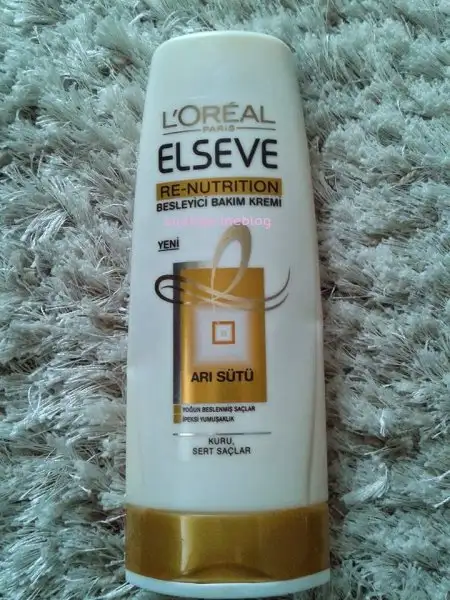 L'ORÉAL
PARIS
ELSEVE
RE-NUTRITION
BESLEYİCİ BAKIM KREMİ
YENİ
ARI SÜTÜ
YOĞUN BESLENMİŞ SAÇLAR
İPEKSİ YUMUŞAKLIK
KURU,
SERT SAÇLAR